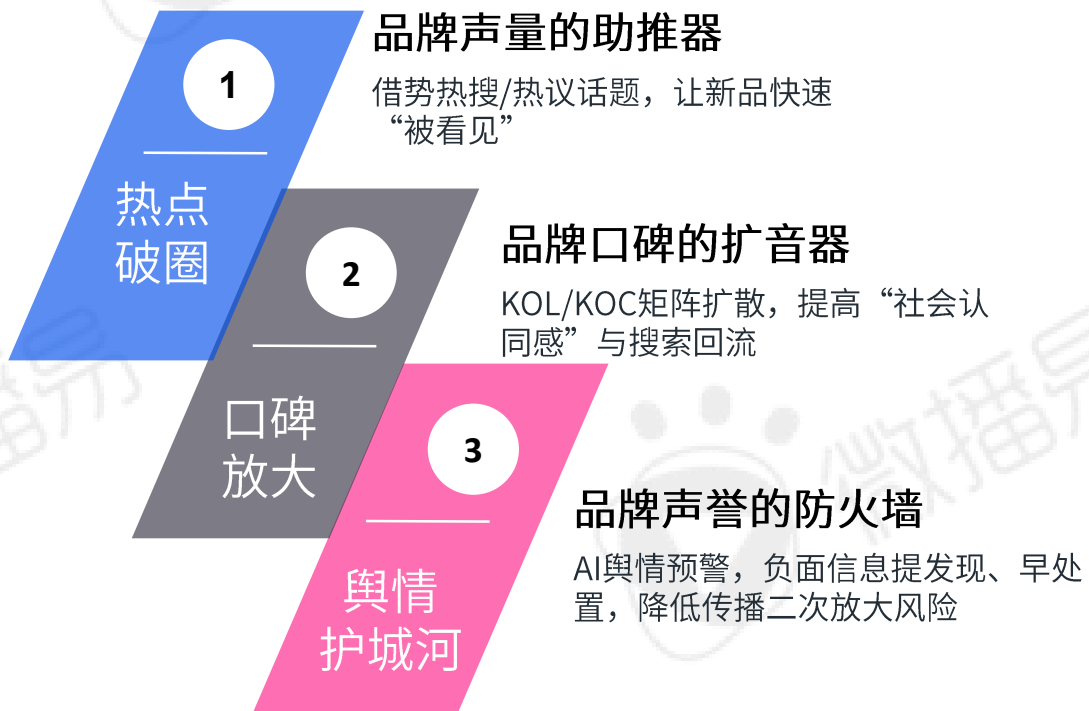 1
热点
破圈
品牌声量的助推器
借势热搜/热议话题，让新品快速
“被看见”
2
口碑
放大
品牌口碑的扩音器
KOL/KOC矩阵扩散，提高“社会认
同感”与搜索回流
3
舆情
护城河
品牌声誉的防火墙
AI舆情预警，负面信息提发现、早处
置，降低传播二次放大风险
播易
微播易